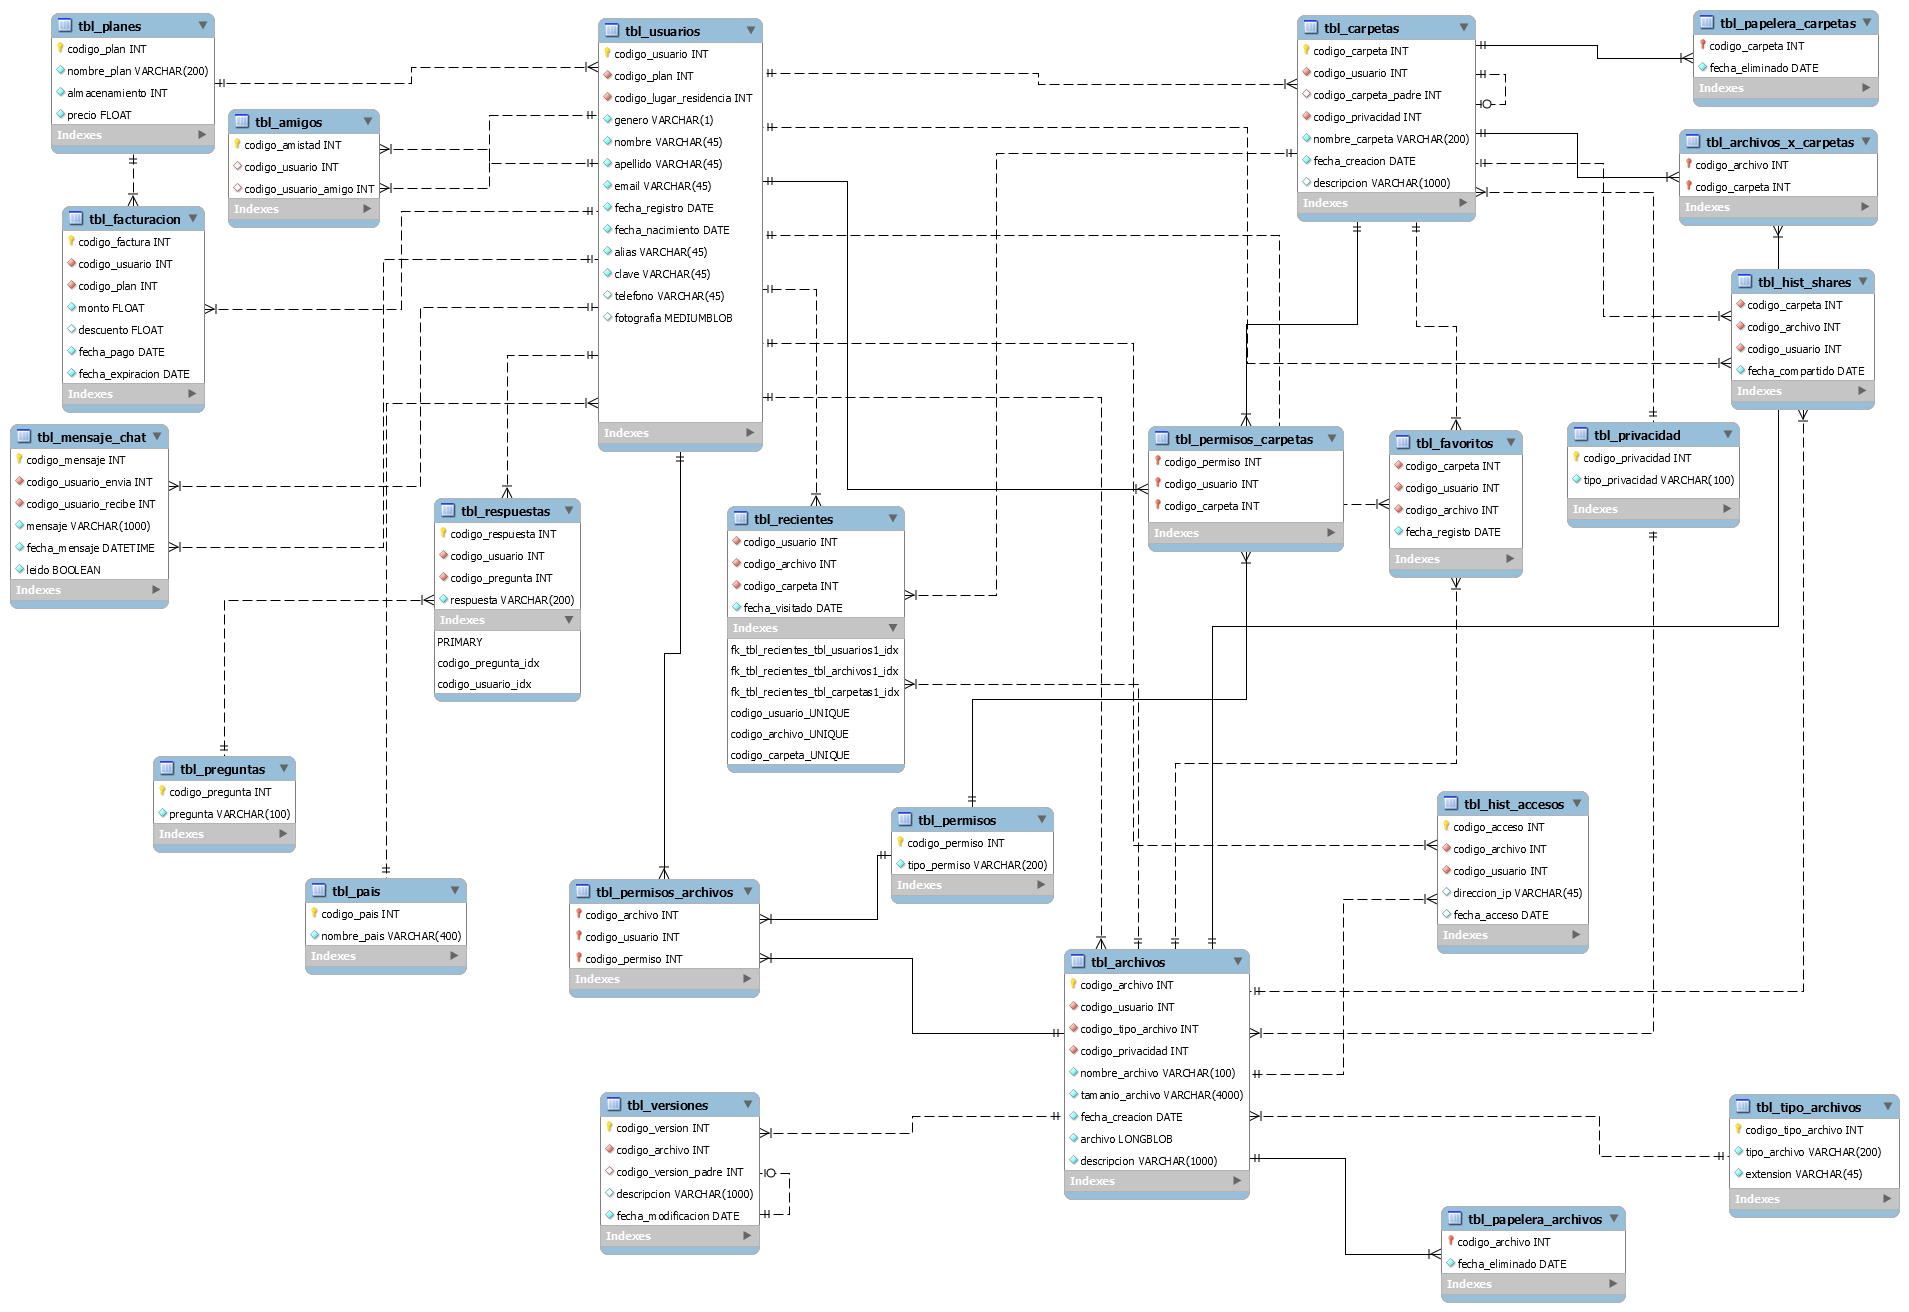 tbl_planes
codigo_plan INT
nombre_plan VARCHAR(200)
almacenamiento INT
precio FLOAT
Indexes
tbl_amigos
codigo_amistad INT
codigo_usuario INT
codigo_usuario_amigo INT
Indexes
tbl_facturacion
codigo_factura INT
codigo_usuario INT
codigo_plan INT
monto FLOAT
descuento FLOAT
fecha_pago DATE
fecha_expiracion DATE
Indexes
tbl_mensaje_chat
codigo_mensaje INT
codigo_usuario_envia INT
codigo_usuario_recibe INT
mensaje VARCHAR(1000)
fecha_mensaje DATETIME
leido BOOLEAN
Indexes
tbl_usuarios
codigo_usuario INT
codigo_plan INT
codigo_lugar_residencia INT
genero VARCHAR(1)
nombre VARCHAR(45)
apellido VARCHAR(45)
email VARCHAR(45)
fecha_registro DATE
fecha_nacimiento DATE
alias VARCHAR(45)
clave VARCHAR(45)
telefono VARCHAR(45)
fotografia MEDIUMBLOB
Indexes
tbl_carpetas
codigo_carpeta INT
codigo_usuario INT
codigo_carpeta_padre INT
codigo_privacidad INT
nombre_carpeta VARCHAR(200)
fecha_creacion DATE
descripcion VARCHAR(1000)
Indexes
tbl_papelera_carpetas
codigo_carpeta INT
fecha_eliminado DATE
Indexes
tbl_archivos_x_carpetas
codigo_archivo INT
codigo_carpeta INT
Indexes
tbl_hist_shares
codigo_carpeta INT
codigo_archivo INT
codigo_usuario INT
fecha_compartido DATE
Indexes
tbl_permisos_carpetas
codigo_permiso INT
codigo_usuario INT
codigo_carpeta INT
Indexes
tbl_favoritos
codigo_carpeta INT
codigo_usuario INT
codigo_archivo INT
fecha_registo DATE
Indexes
tbl_privacidad
codigo_privacidad INT
tipo_privacidad VARCHAR(100)
Indexes
tbl_respuestas
codigo_respuesta INT
codigo_usuario INT
codigo_pregunta INT
respuesta VARCHAR(200)
Indexes
PRIMARY
codigo_pregunta_idx
codigo_usuario_idx
tbl_recientes
codigo_usuario INT
codigo_archivo INT
codigo_carpeta INT
fecha_visitado DATE
Indexes
fk_tbl_recientes_tbl_usuarios1_idx
fk_tbl_recientes_tbl_archivos1_idx
fk_tbl_recientes_tbl_carpetas1_idx
codigo_usuario_UNIQUE
codigo_archivo_UNIQUE
codigo_carpeta_UNIQUE
tbl_preguntas
codigo_pregunta INT
pregunta VARCHAR(100)
Indexes
tbl_pais
codigo_pais INT
nombre_pais VARCHAR(400)
Indexes
tbl_permisos_archivos
codigo_archivo INT
codigo_usuario INT
codigo_permiso INT
Indexes
tbl_permisos
codigo_permiso INT
tipo_permiso VARCHAR(200)
Indexes
tbl_hist_accesos
codigo_acceso INT
codigo_archivo INT
codigo_usuario INT
direccion_ip VARCHAR(45)
fecha_acceso DATE
Indexes
tbl_archivos
codigo_archivo INT
codigo_usuario INT
codigo_tipo_archivo INT
codigo_privacidad INT
nombre_archivo VARCHAR(100)
tamanio_archivo VARCHAR(4000)
fecha_creacion DATE
archivo LONGBLOB
descripcion VARCHAR(1000)
Indexes
tbl_versiones
codigo_version INT
codigo_archivo INT
codigo_version_padre INT
descripcion VARCHAR(1000)
fecha_modificacion DATE
Indexes
tbl_tipo_archivos
codigo_tipo_archivo INT
tipo_archivo VARCHAR(200)
extension VARCHAR(45)
Indexes
tbl_papelera_archivos
codigo_archivo INT
fecha_eliminado DATE
Indexes